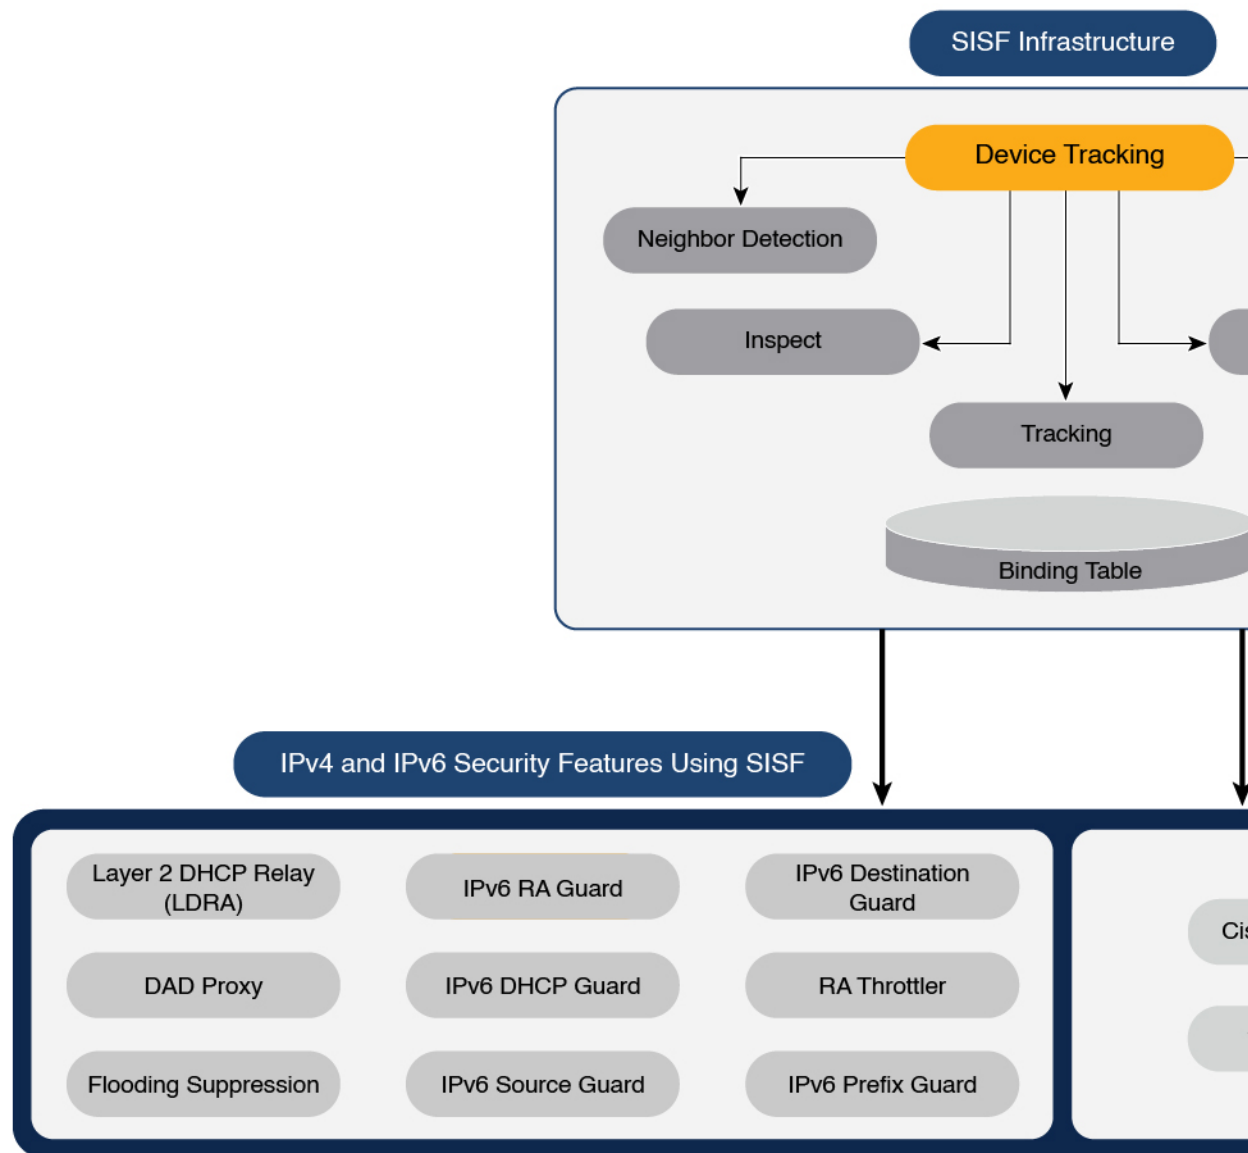 SISF Infrastructure
Device Tracking
Neighbor Detection
Inspect
Tracking
Binding Table
IPv4 and IPv6 Security Features Using SISF
Layer 2 DHCP Relay
(LDRA)
IPv6 RA Guard
IPv6 Destination
Guard
DAD Proxy
IPv6 DHCP Guard
RA Throttler
Flooding Suppression
IPv6 Source Guard
IPv6 Prefix Guard